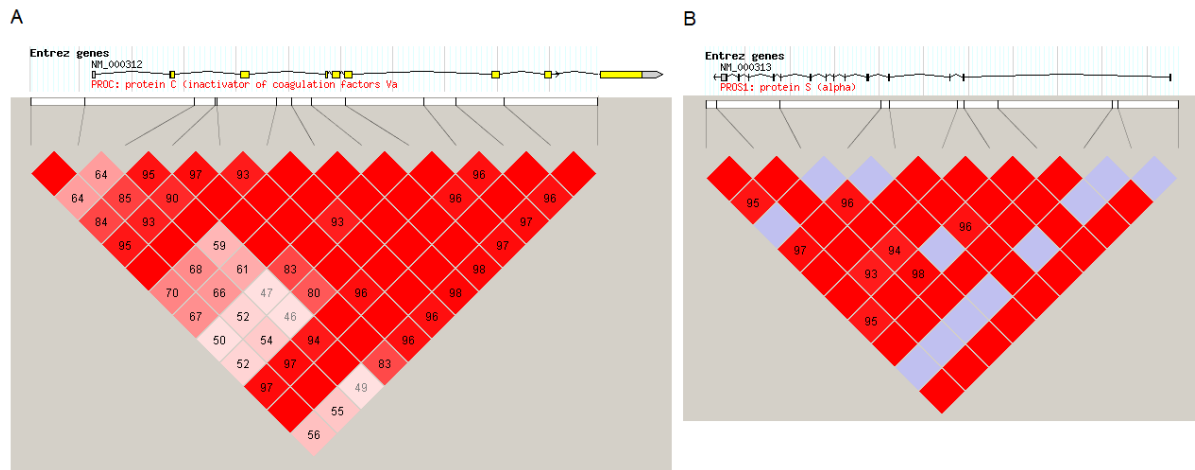 A
Entrez genes
NM_000312
PROC: protein C (inactivator of coagulation factors Va
64 95 97 93 96
64 85 90 96 96
84 93 93 97
95 59 97
68 61 83 98
70 66 47 80 96 98
67 52 46 96
50 54 94 96
52 97 83
97 49
55
56
B
Entrez genes
NM_000313
PROS1: protein S (alpha)
95 96
96
97 94
93 98
95